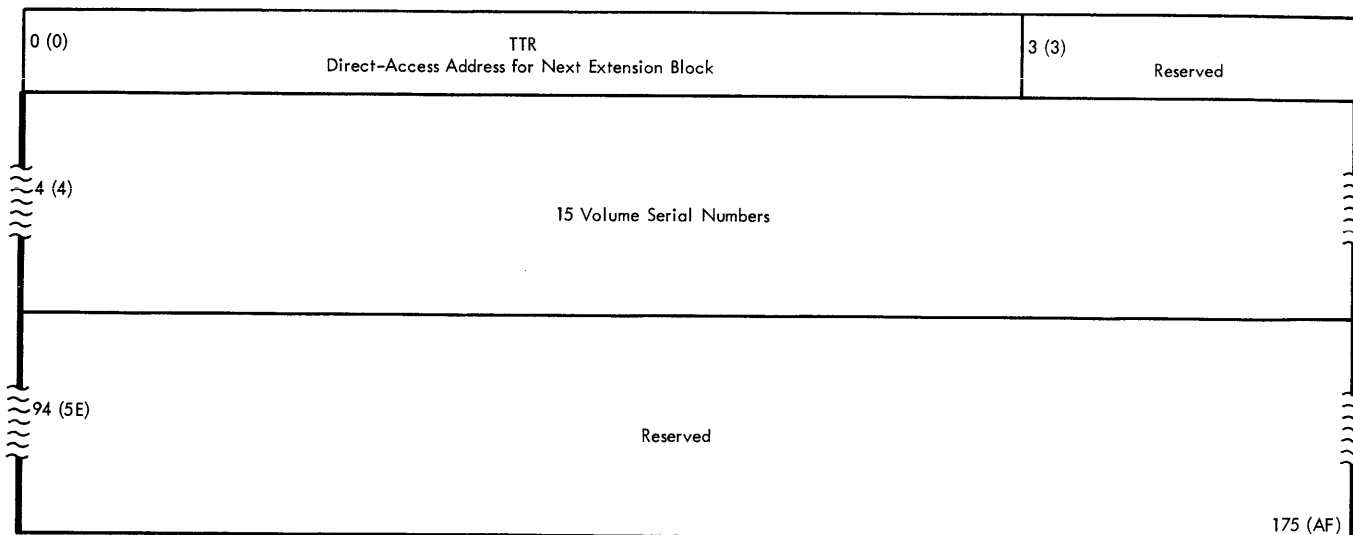 0 (0)
TTR
Direct-Access Address for Next Extension Block
3 (3)
Reserved
4 (4)
15 Volume Serial Numbers
94 (5E)
Reserved
175 (AF)